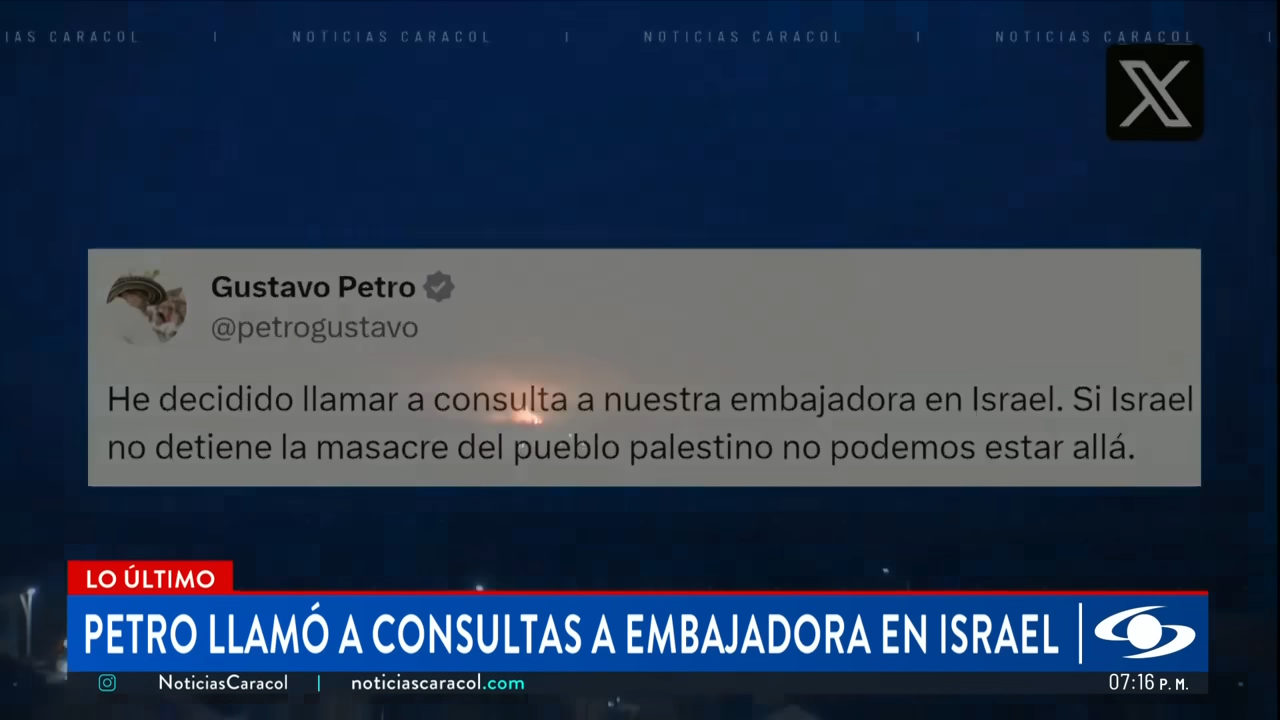 IAS CARACOL | NOTICIAS CARACOL | NOTICIAS CARACOL | NOTICIAS CARACOL |
Gustavo Petro
@petrogustavo
He decidido llamar a consulta a nuestra embajadora en Israel. Si Israel
no detiene la masacre del pueblo palestino no podemos estar allá.
LO ÚLTIMO
PETRO LLAMÓ A CONSULTAS A EMBAJADORA EN ISRAEL
NoticiasCaracol | noticiascaracol.com 07:16 P. M.